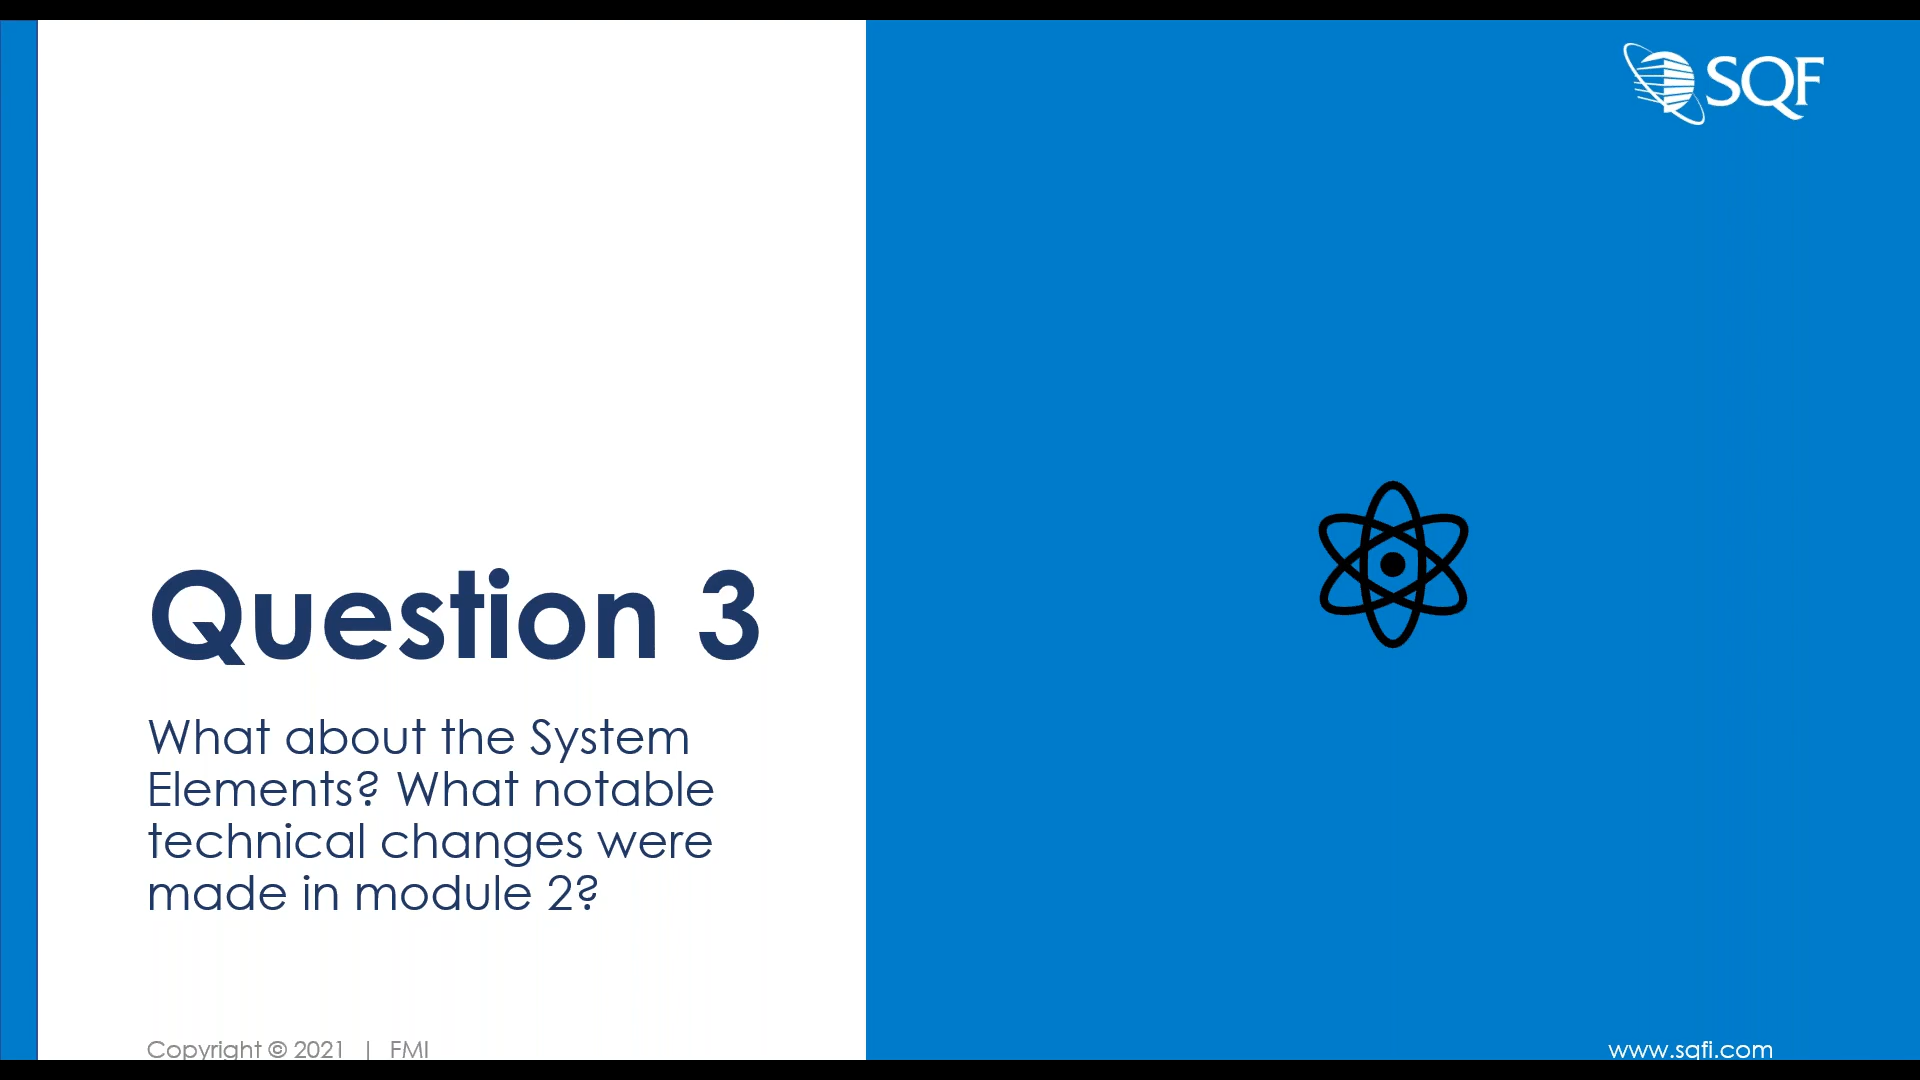 SQF
Question 3
What about the System
Elements? What notable
technical changes were
made in module 2?
Copyright © 2021 | FMI
www.sqfi.com